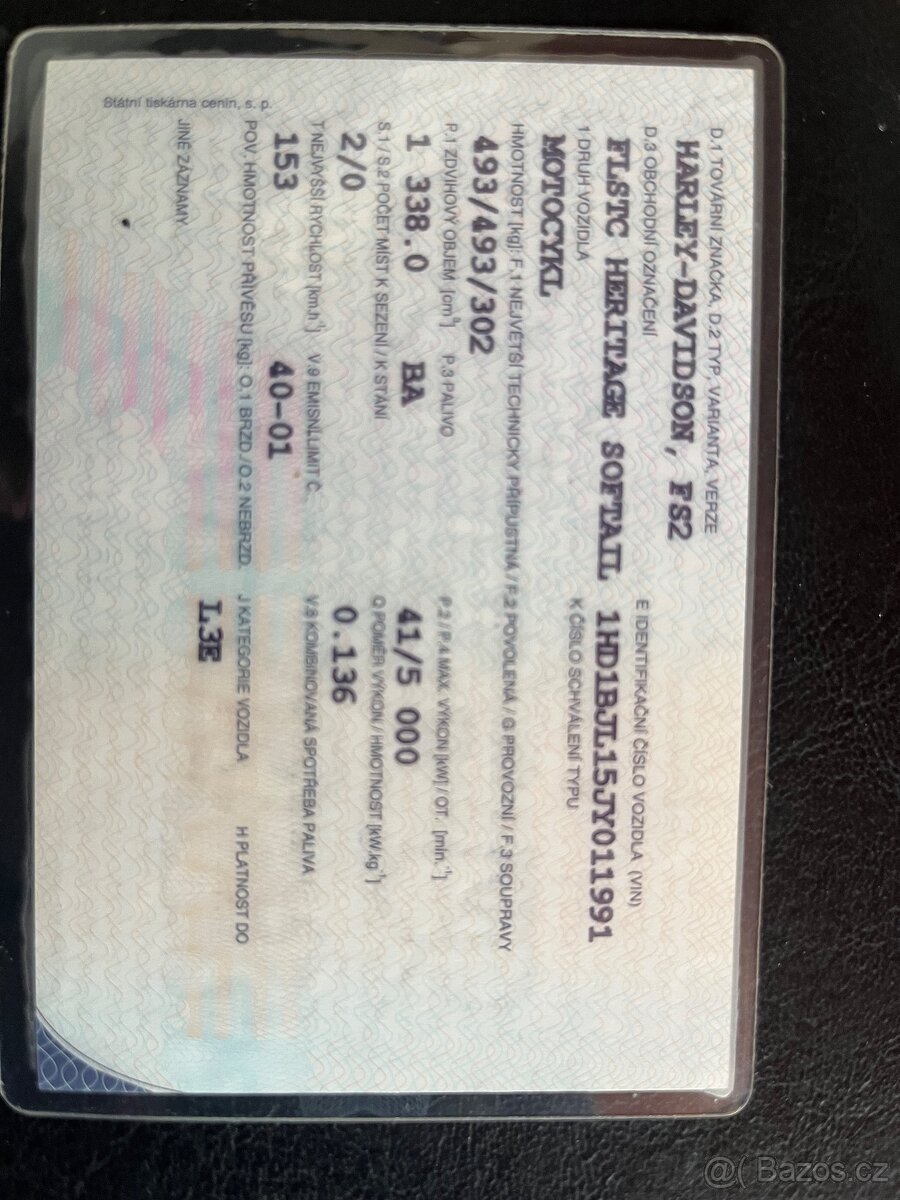 D.1 TOVÁRNÍ ZNAČKA, D.2 TYP, VARIANTA, VERZE
HARLEY-DAVIDSON, FS2
D.3 OBCHODNÍ OZNAČENÍ E IDENTIFIKAČNÍ ČÍSLO VOZIDLA (VIN)
FLSTC HERITAGE SOFTAIL 1HD1BJL15JY011991
1 DRUH VOZIDLA K ČÍSLO SCHVÁLENÍ TYPU
MOTOCYKL
HMOTNOST [kg]: F.1 NEJVĚTŠÍ TECHNICKY PŘÍPUSTNÁ / F.2 POVOLENÁ / G PROVOZNÍ / F.3 SOUPRAVY
493/493/302
P.1 ZDVIHOVÝ OBJEM [cm³] P.3 PALIVO P.2 / P.4 MAX. VÝKON [kW] / OT. [min.⁻¹]
1 338.0 BA 41/5 000
S.1 / S.2 POČET MÍST K SEZENÍ / K STÁNÍ Q POMĚR VÝKON / HMOTNOST [kW.kg⁻¹]
2/0 0.136
T NEJVYŠŠÍ RYCHLOST [km.h⁻¹] V.9 EMISNÍ LIMIT Č. V.8 KOMBINOVANÁ SPOTŘEBA PALIVA
153 40-01
POV. HMOTNOST PŘÍVĚSU [kg]: O.1 BRZD./O.2 NEBRZD. J KATEGORIE VOZIDLA H PLATNOST DO
L3E
JINÉ ZÁZNAMY
Státní tiskárna cenin, s. p.
@( Bazos.cz